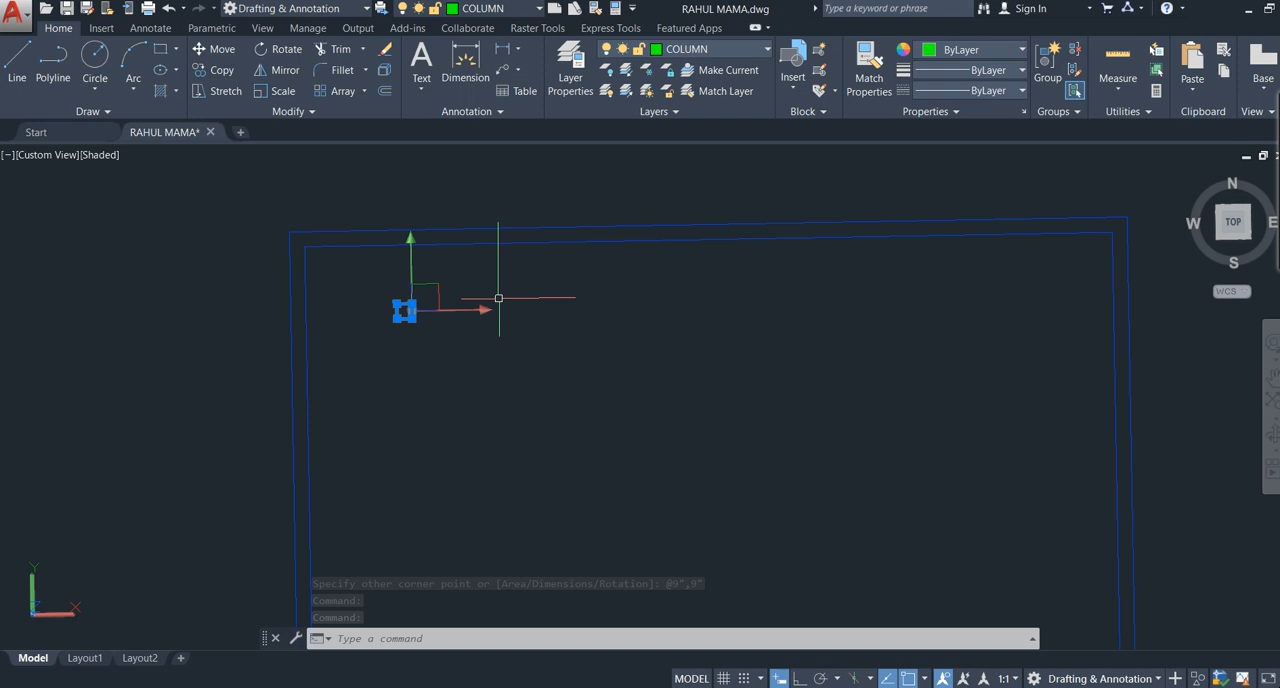 Drafting & Annotation COLUMN RAHUL MAMA.dwg Type a keyword or phrase Sign In
Home Insert Annotate Parametric View Manage Output Add-ins Collaborate Raster Tools Express Tools Featured Apps
Line Polyline Circle Arc
Move Rotate Trim
Copy Mirror Fillet
Stretch Scale Array
Text Dimension Table
Layer Properties
COLUMN
Make Current
Match Layer
Insert
Match Properties
ByLayer
ByLayer
ByLayer
Group Measure Paste Base
Draw Modify Annotation Layers Block Properties Groups Utilities Clipboard View
Start RAHUL MAMA*
[−][Custom View][Shaded]
N
W TOP E
S
WCS
Y
X
Specify other corner point or [Area/Dimensions/Rotation]: @9",9"
Command:
Command:
Type a command
Model Layout1 Layout2
MODEL 1:1 Drafting & Annotation